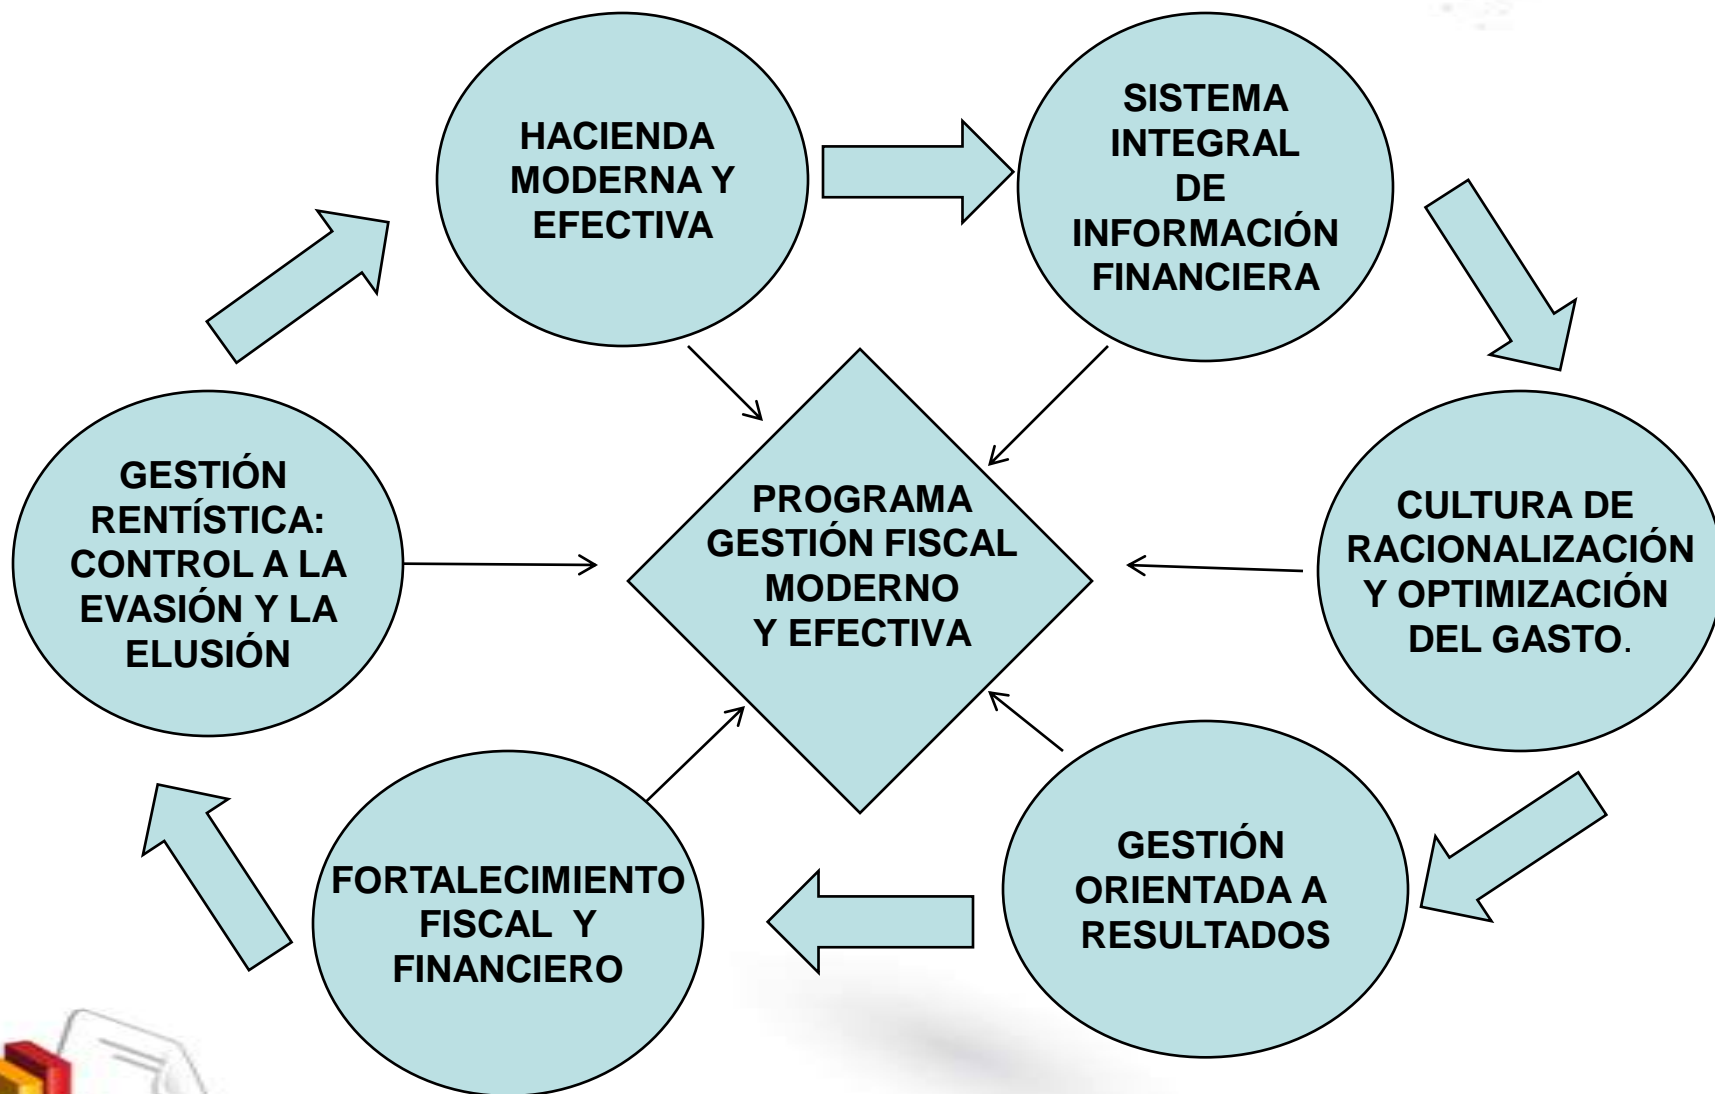 HACIENDA
MODERNA Y
EFECTIVA
SISTEMA
INTEGRAL
DE
INFORMACIÓN
FINANCIERA
GESTIÓN
RENTÍSTICA:
CONTROL A LA
EVASIÓN Y LA
ELUSIÓN
PROGRAMA
GESTIÓN FISCAL
MODERNO
Y EFECTIVA
CULTURA DE
RACIONALIZACIÓN
Y OPTIMIZACIÓN
DEL GASTO.
FORTALECIMIENTO
FISCAL Y
FINANCIERO
GESTIÓN
ORIENTADA A
RESULTADOS